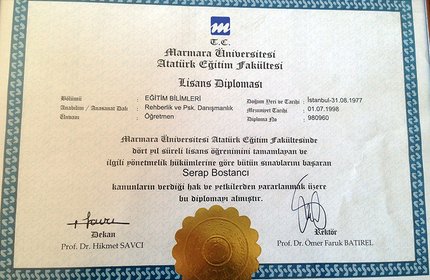 T.C.
Marmara Üniversitesi
Atatürk Eğitim Fakültesi
Lisans Diploması
Bölümü : EĞİTİM BİLİMLERİ
Anabilim / Anasanat Dalı : Rehberlik ve Psk. Danışmanlık
Unvanı : Öğretmen
Doğum Yeri ve Tarihi : İstanbul-31.08.1977
Mezuniyet Tarihi : 01.07.1998
Diploma No : 980960
Marmara Üniversitesi Atatürk Eğitim Fakültesinde
dört yıl süreli lisans öğrenimini tamamlayan ve
ilgili yönetmelik hükümlerine göre bütün sınavlarını başaran
Serap Bostancı
kanunların verdiği hak ve yetkilerden yararlanmak üzere
bu diplomayı almıştır.
Dekan
Prof. Dr. Hikmet SAVCI
Rektör
Prof. Dr. Ömer Faruk BATIREL